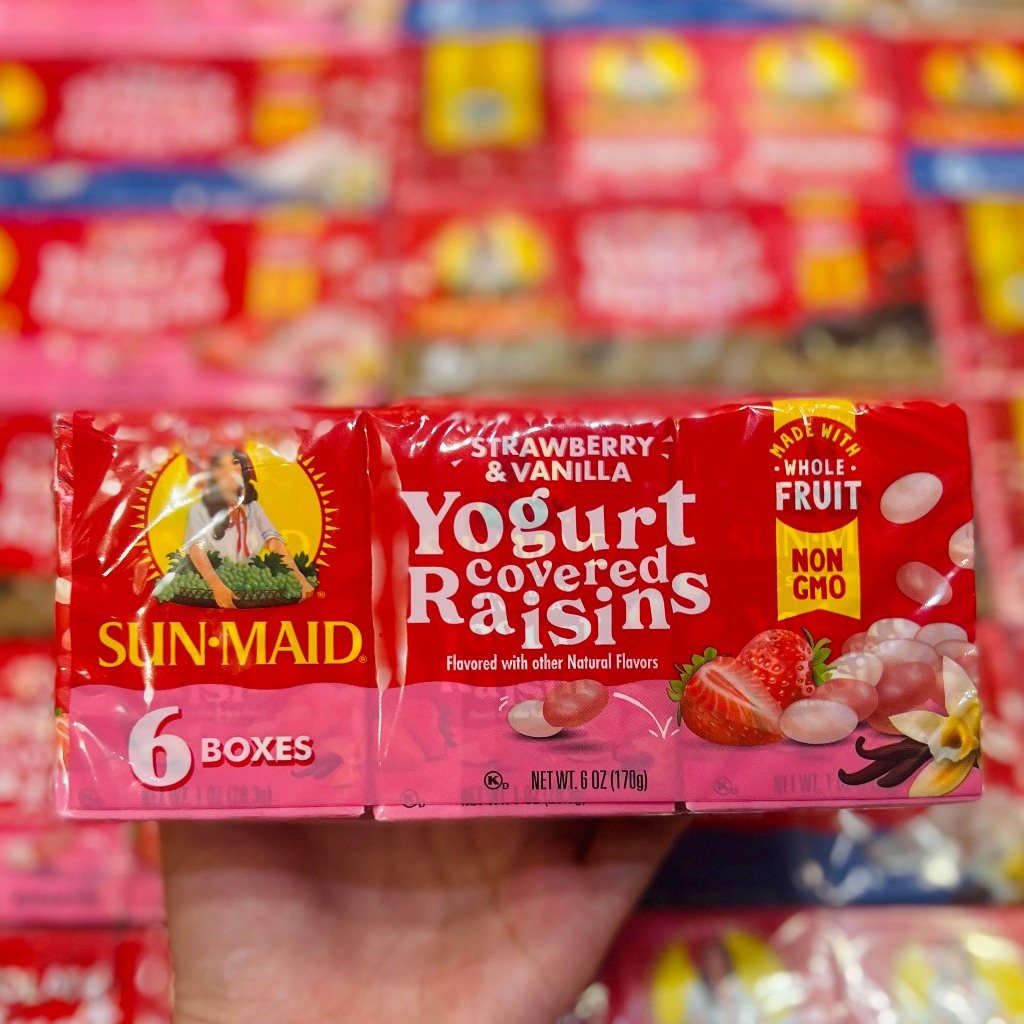 SUN·MAID®
6 BOXES
STRAWBERRY
& VANILLA
Yogurt
covered
Raisins
Flavored with other Natural Flavors
K D NET WT. 6 OZ (170g)
MADE WITH
· WHOLE ·
FRUIT
NON
GMO